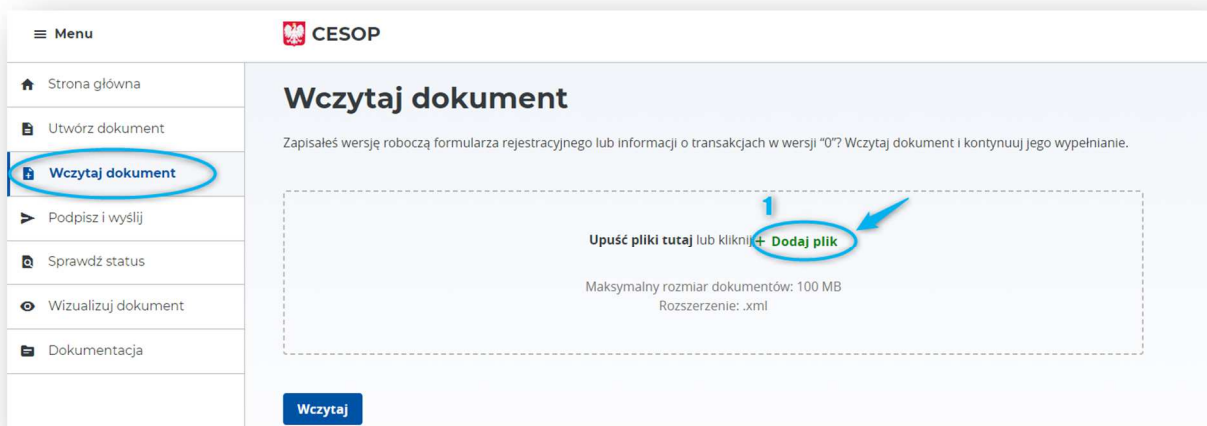 Menu
CESOP
Strona główna
Utwórz dokument
Wczytaj dokument
Podpisz i wyślij
Sprawdź status
Wizualizuj dokument
Dokumentacja
Wczytaj dokument
Zapisałeś wersję roboczą formularza rejestracyjnego lub informacji o transakcjach w wersji “0”? Wczytaj dokument i kontynuuj jego wypełnianie.
1
Upuść pliki tutaj lub kliknij + Dodaj plik
Maksymalny rozmiar dokumentów: 100 MB
Rozszerzenie: .xml
Wczytaj